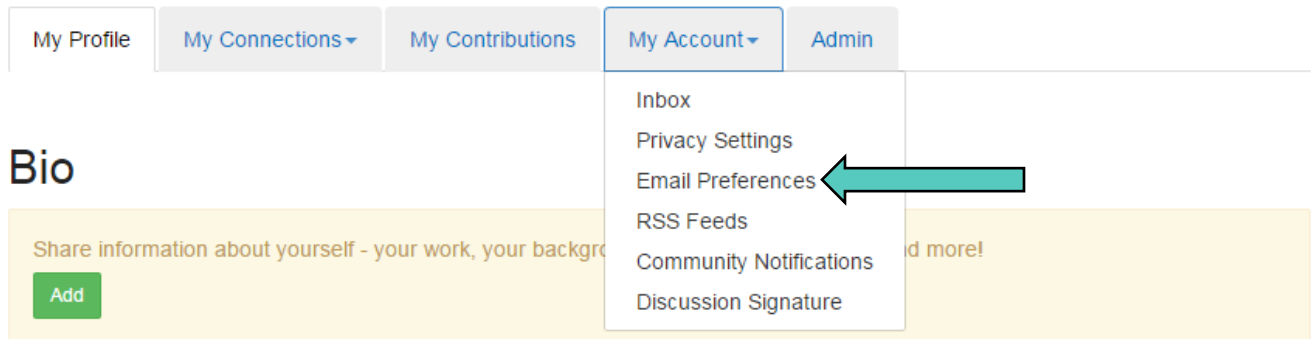 My Profile
My Connections
My Contributions
My Account
Admin
Inbox
Privacy Settings
Email Preferences
RSS Feeds
Community Notifications
Discussion Signature
Bio
Share information about yourself - your work, your more!
Add